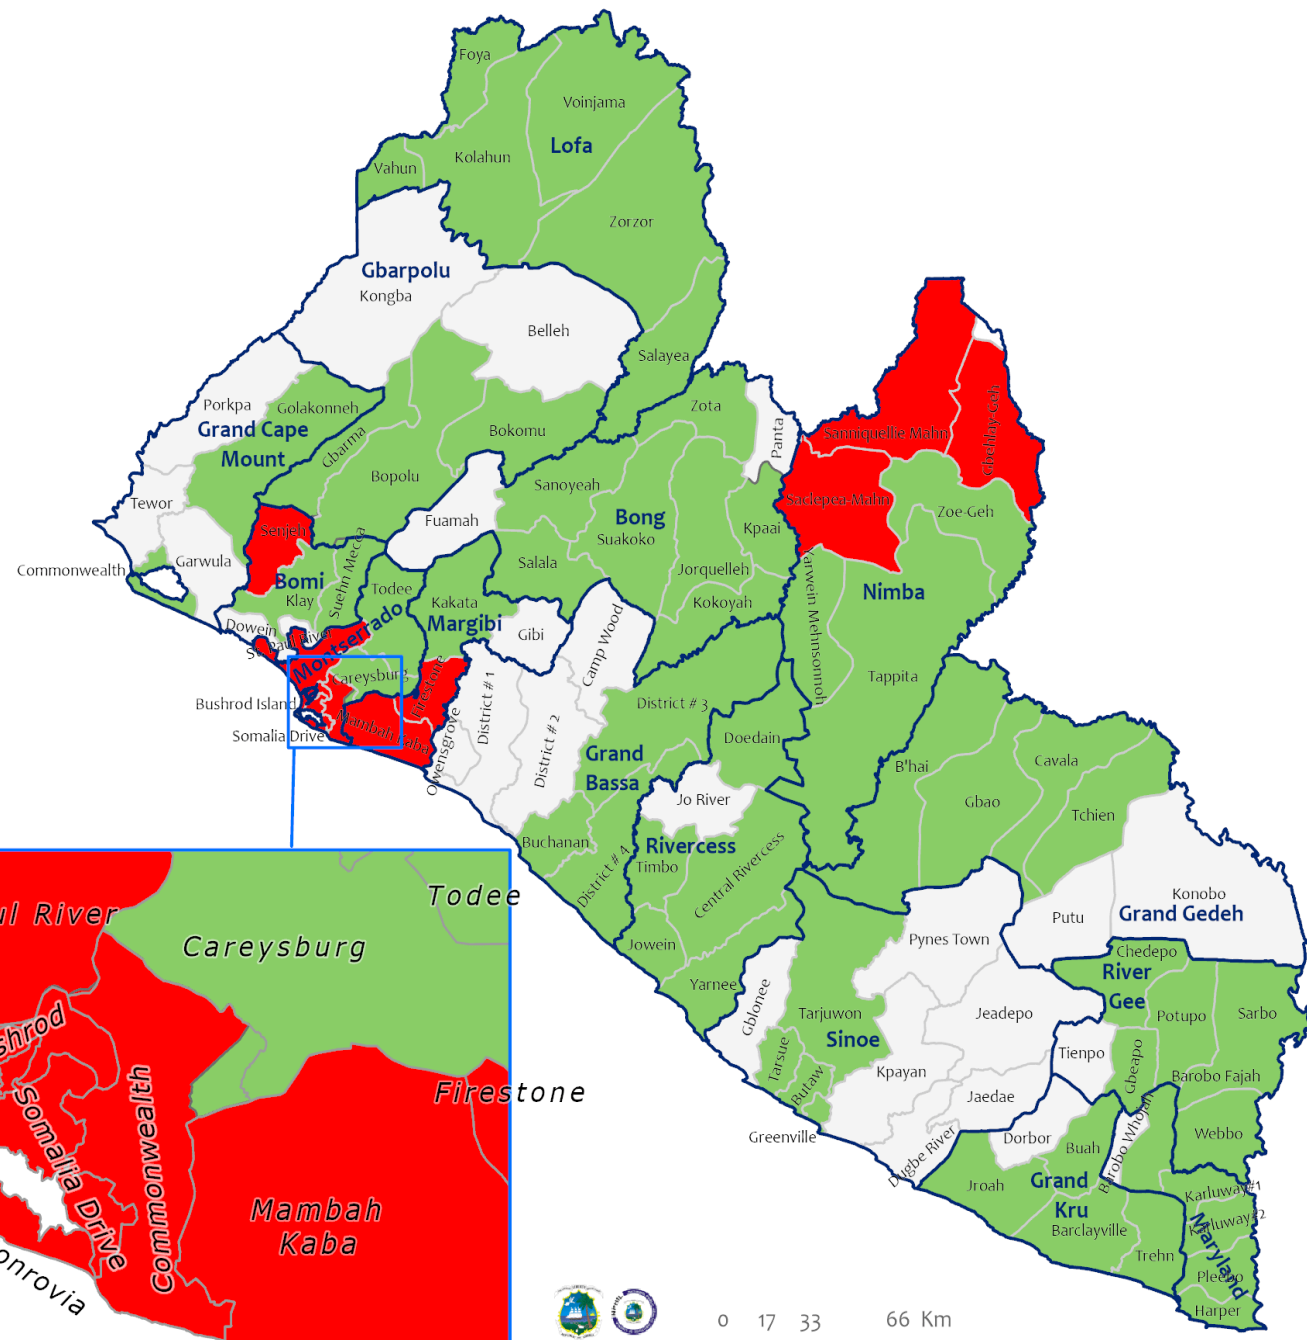 Foya
Voinjama
Lofa
Kolahun
Vahun
Zorzor
Gbarpolu
Kongba
Belleh
Salayea
Porkpa
Golakonneh
Grand Cape
Mount
Gbarma
Bokomu
Bopolu
Zota
Panta
Sanniquellie Mahn
Gbehlay-Geh
Tewor
Sanoyeah
Saclepea-Mahn
Zoe-Geh
Fuamah
Bong
Suakoko
Kpaai
Senjeh
Garwula
Commonwealth
Bomi
Klay
Suehn Mecca
Todee
Kakata
Salala
Jorquelleh
Kokoyah
Yarwein Mehnsonnoh
Nimba
Dowein
St. Paul River
Montserrado
Margibi
Gibi
Camp Wood
Careysburg
Firestone
Tappita
Bushrod Island
Somalia Drive
Mambah Kaba
Owensgrove
District # 1
District # 2
District # 3
Doedain
Grand
Bassa
B'hai
Cavala
Gbao
Tchien
Jo River
Buchanan
District # 4
Rivercess
Timbo
Central Rivercess
Jowein
Yarnee
Konobo
Putu
Grand Gedeh
Pynes Town
Gblonee
Chedepo
River
Gee
Tarjuwon
Sinoe
Jeadepo
Potupo
Sarbo
Tarsue
Butaw
Kpayan
Tienpo
Gbeapo
Barobo Fajah
Jaedae
Greenville
Dugbe River
Dorbor
Buah
Barobo Whojah
Webbo
Jroah
Grand
Kru
Barclayville
Trehn
Karluway#1
Karluway#2
Maryland
Pleebo
Harper
ul River
Todee
Careysburg
shrod
Firestone
Somalia Drive
Commonwealth
Mambah
Kaba
onrovia
0 17 33 66 Km